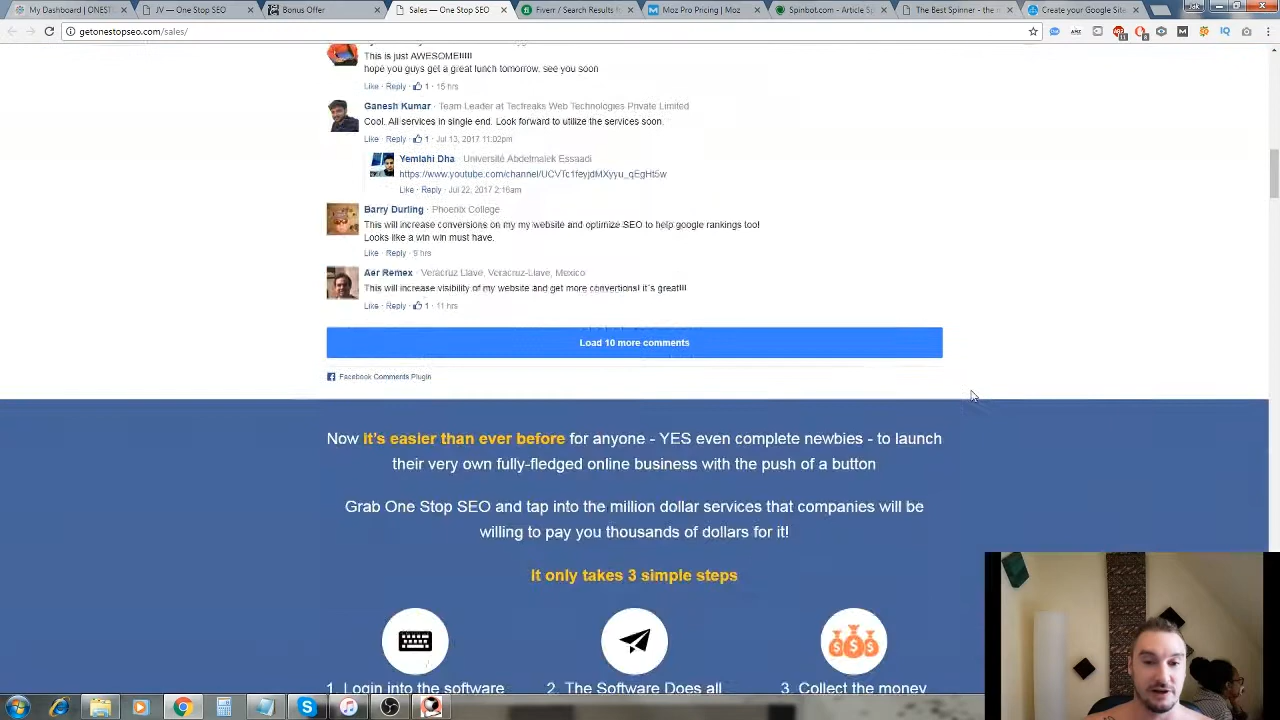 My Dashboard | ONEST
JV — One Stop SEO
Bonus Offer
Sales — One Stop SEO
Fiverr / Search Results f
Moz Pro Pricing | Moz
Spinbot.com - Article S
The Best Spinner - the
Create your Google Site
Jak
getonestopseo.com/sales/
This is just AWESOME!!!!!
hope you guys get a great lunch tomorrow. see you soon
Like · Reply · 1 · 15 hrs
Ganesh Kumar · Team Leader at Tecfreaks Web Technologies Private Limited
Cool. All services in single end. Look forward to utilize the services soon.
Like · Reply · 1 · Jul 13, 2017 11:02pm
Yemlahi Dha · Université Abdelmalek Essaadi
Like · Reply · Jul 22, 2017 2:16am
Barry Durling · Phoenix College
This will increase conversions on my my website and optimize SEO to help google rankings too!
Looks like a win win must have.
Like · Reply · 9 hrs
Aer Remex · Veracruz Llave, Veracruz-Llave, Mexico
This will increase visibility of my website and get more convertions! it´s great!!!!
Like · Reply · 1 · 11 hrs
Load 10 more comments
Facebook Comments Plugin
Now it's easier than ever before for anyone - YES even complete newbies - to launch
their very own fully-fledged online business with the push of a button
Grab One Stop SEO and tap into the million dollar services that companies will be
willing to pay you thousands of dollars for it!
It only takes 3 simple steps
1. Login into the software
2. The Software Does all
3. Collect the money